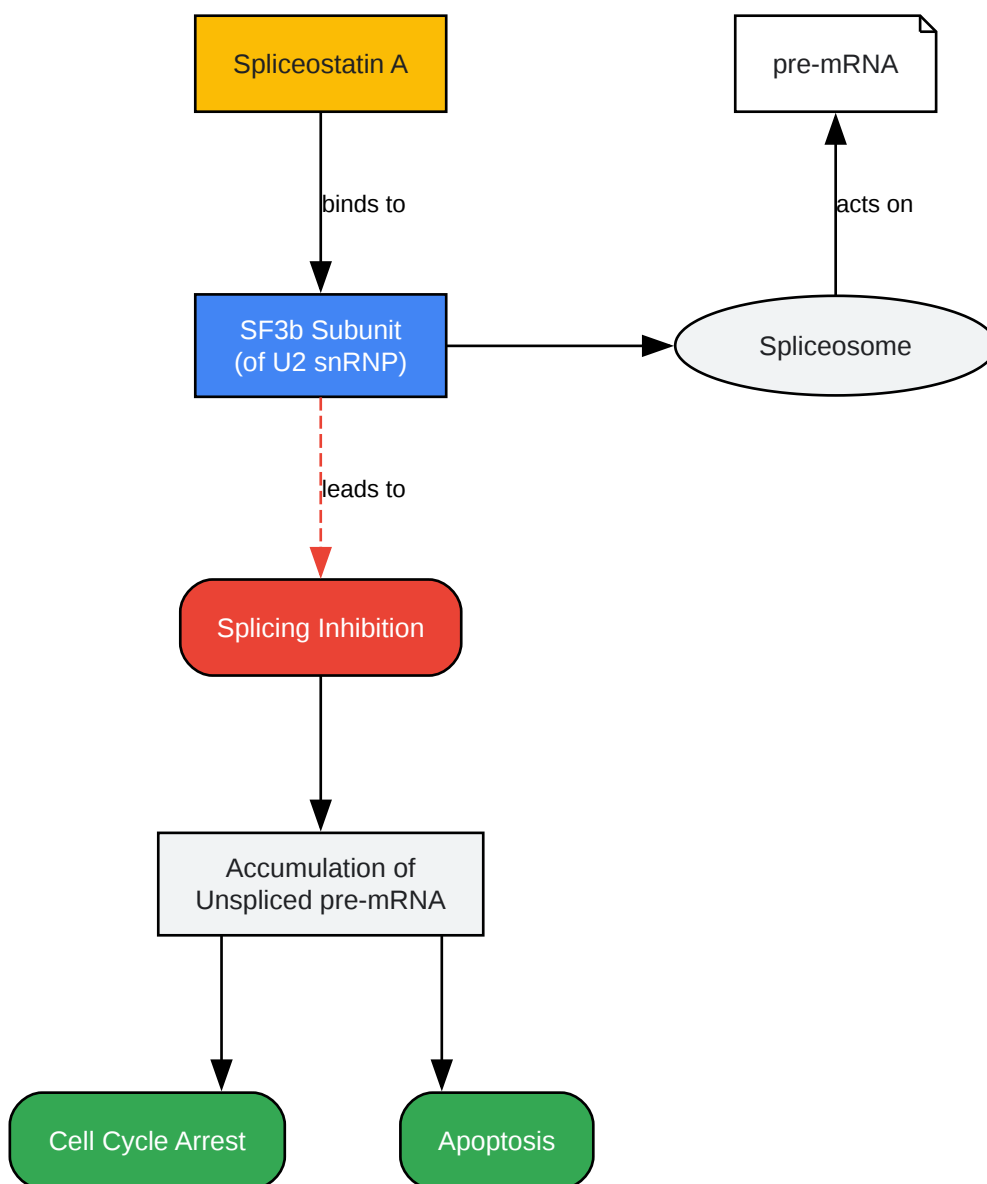 Spliceostatin A
pre-mRNA
binds to
acts on
SF3b Subunit
(of U2 snRNP)
Spliceosome
leads to
Splicing Inhibition
Accumulation of
Unspliced pre-mRNA
Cell Cycle Arrest
Apoptosis